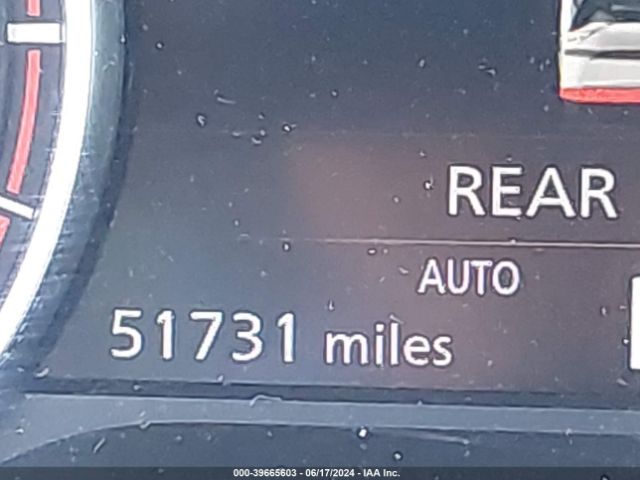 REAR
AUTO
51731 miles
000-39665603 - 06/17/2024 - IAA Inc.